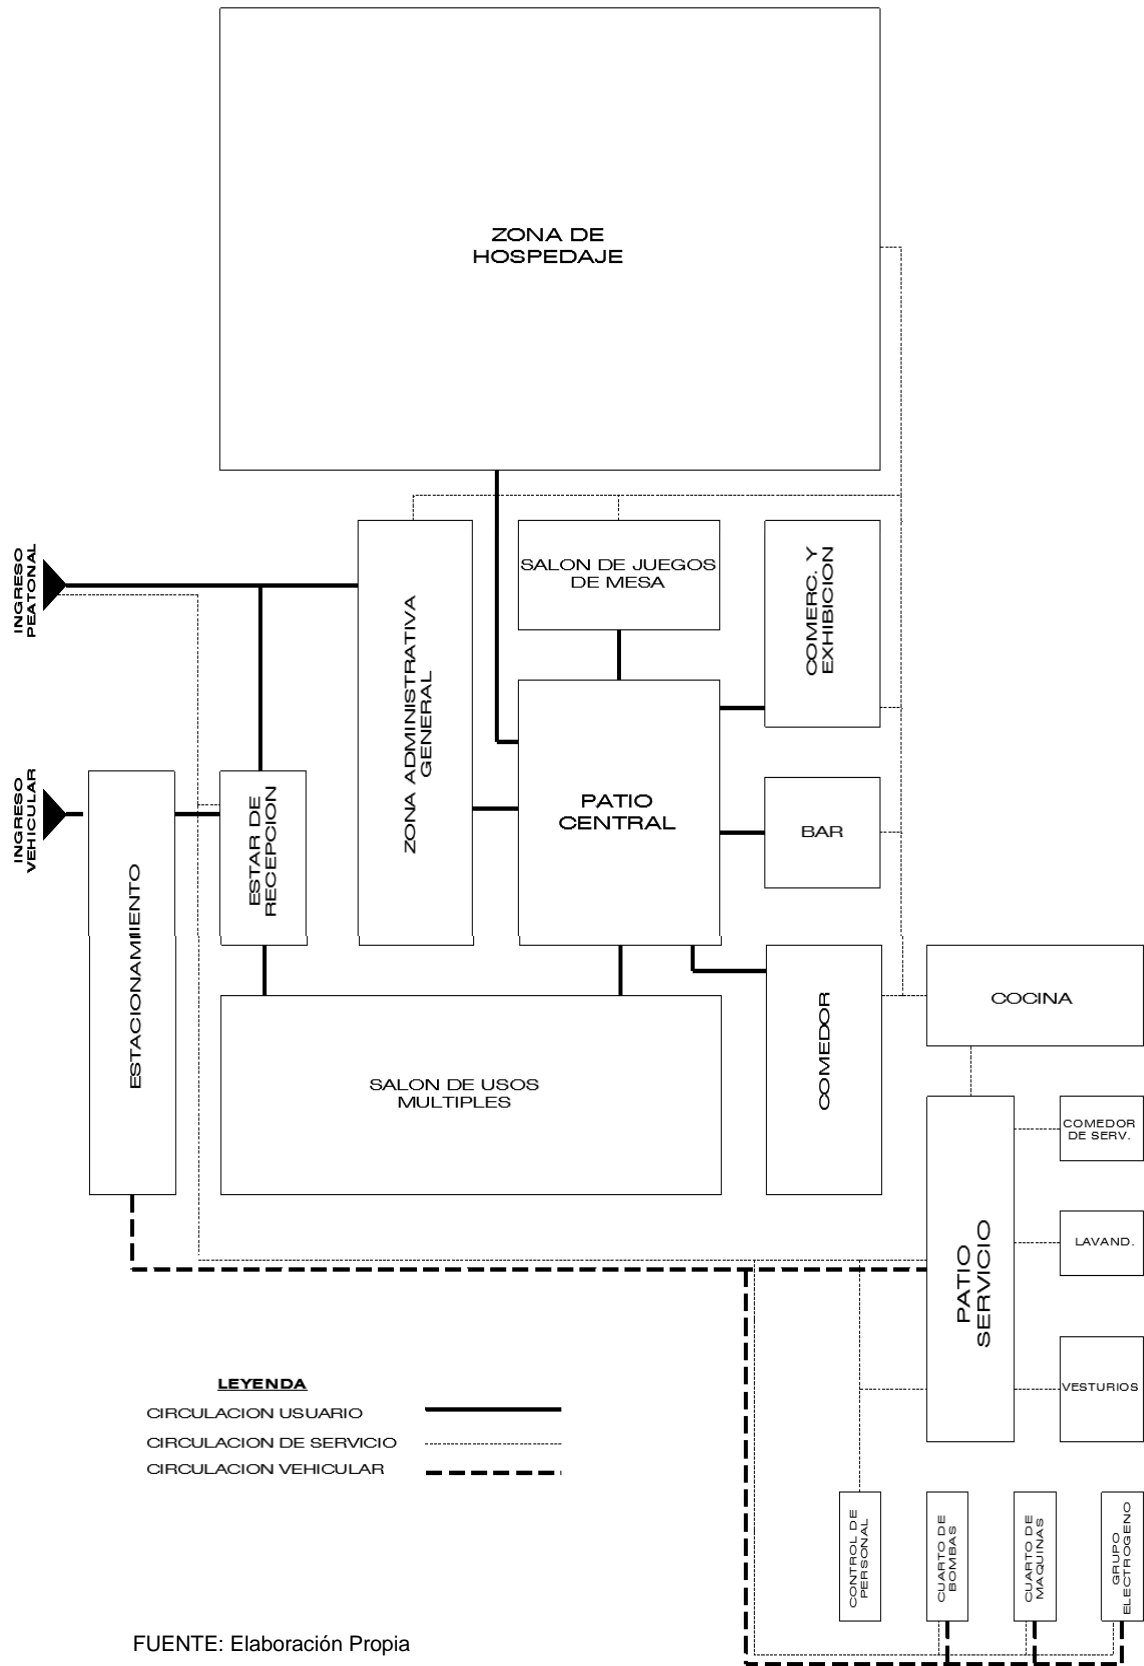 ZONA DE
HOSPEDAJE
INGRESO
PEATONAL
SALON DE JUEGOS
DE MESA
COMERC. Y
EXHIBICION
ZONA ADMINISTRATIVA
GENERAL
INGRESO
VEHICULAR
ESTACIONAMIENTO
ESTAR DE
RECEPCION
PATIO
CENTRAL
BAR
COMEDOR
COCINA
SALON DE USOS
MULTIPLES
COMEDOR
DE SERV.
LAVAND.
PATIO
SERVICIO
VESTURIOS
LEYENDA
CIRCULACION USUARIO
CIRCULACION DE SERVICIO
CIRCULACION VEHICULAR
CONTROL DE
PERSONAL
CUARTO DE
BOMBAS
CUARTO DE
MAQUINAS
GRUPO
ELECTROGENO
FUENTE: Elaboración Propia